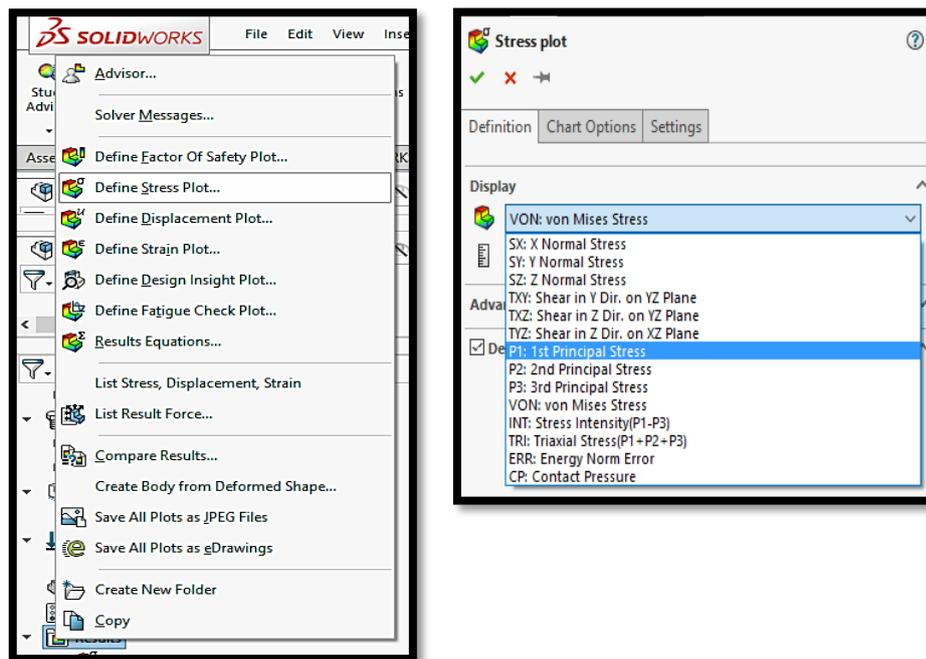 SOLIDWORKS File Edit View Inse
Advisor...
Stu
Advi
Solver Messages...
Asse
Define Factor Of Safety Plot...
Define Stress Plot...
Define Displacement Plot...
Define Strain Plot...
Define Design Insight Plot...
Define Fatigue Check Plot...
Results Equations...
List Stress, Displacement, Strain
List Result Force...
Compare Results...
Create Body from Deformed Shape...
Save All Plots as JPEG Files
Save All Plots as eDrawings
Create New Folder
Copy
Results
Stress plot
Definition Chart Options Settings
Display
VON: von Mises Stress
SX: X Normal Stress
SY: Y Normal Stress
SZ: Z Normal Stress
TXY: Shear in Y Dir. on YZ Plane
TXZ: Shear in Z Dir. on YZ Plane
TYZ: Shear in Z Dir. on XZ Plane
Adva
De
P1: 1st Principal Stress
P2: 2nd Principal Stress
P3: 3rd Principal Stress
VON: von Mises Stress
INT: Stress Intensity(P1-P3)
TRI: Triaxial Stress(P1+P2+P3)
ERR: Energy Norm Error
CP: Contact Pressure